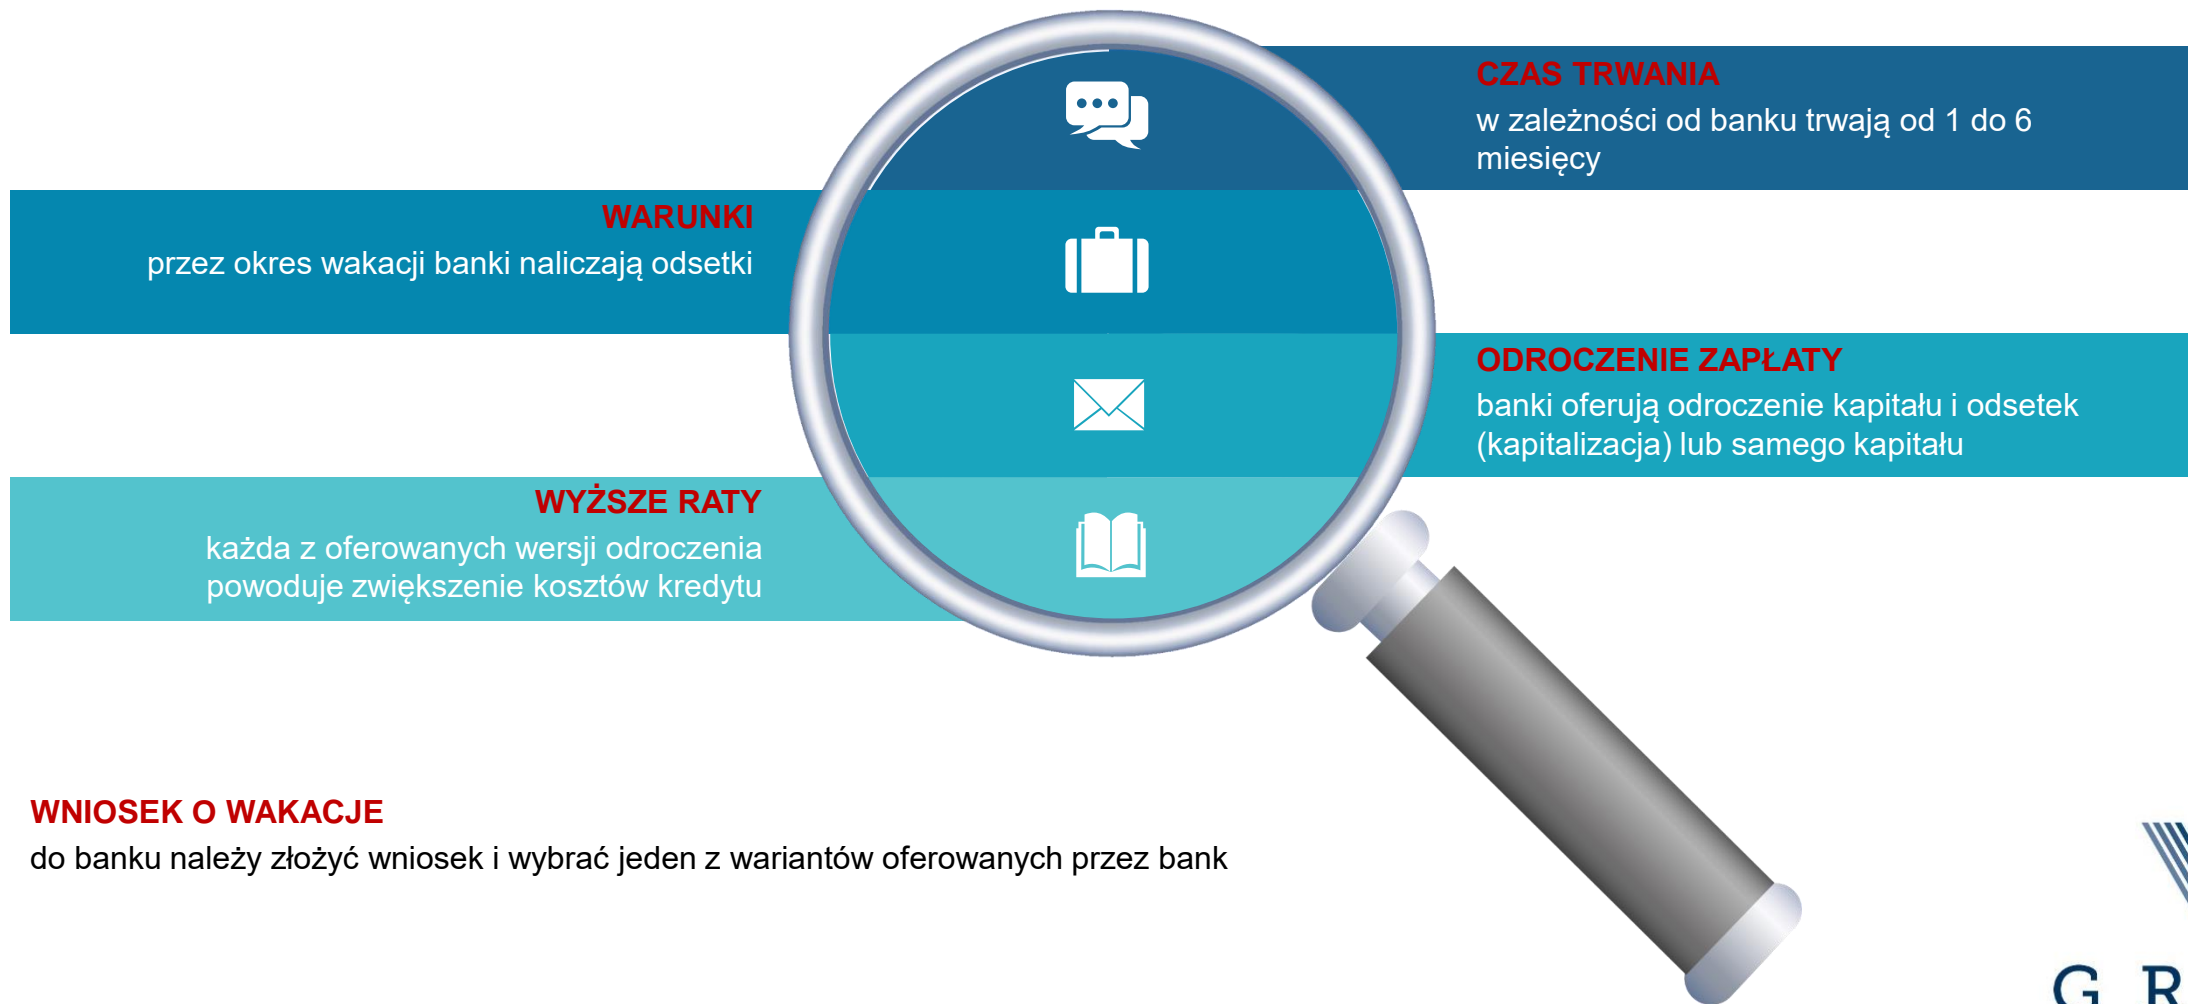 CZAS TRWANIA
w zależności od banku trwają od 1 do 6
miesięcy
WARUNKI
przez okres wakacji banki naliczają odsetki
ODROCZENIE ZAPŁATY
banki oferują odroczenie kapitału i odsetek
(kapitalizacja) lub samego kapitału
WYŻSZE RATY
każda z oferowanych wersji odroczenia
powoduje zwiększenie kosztów kredytu
WNIOSEK O WAKACJE
do banku należy złożyć wniosek i wybrać jeden z wariantów oferowanych przez bank
G R